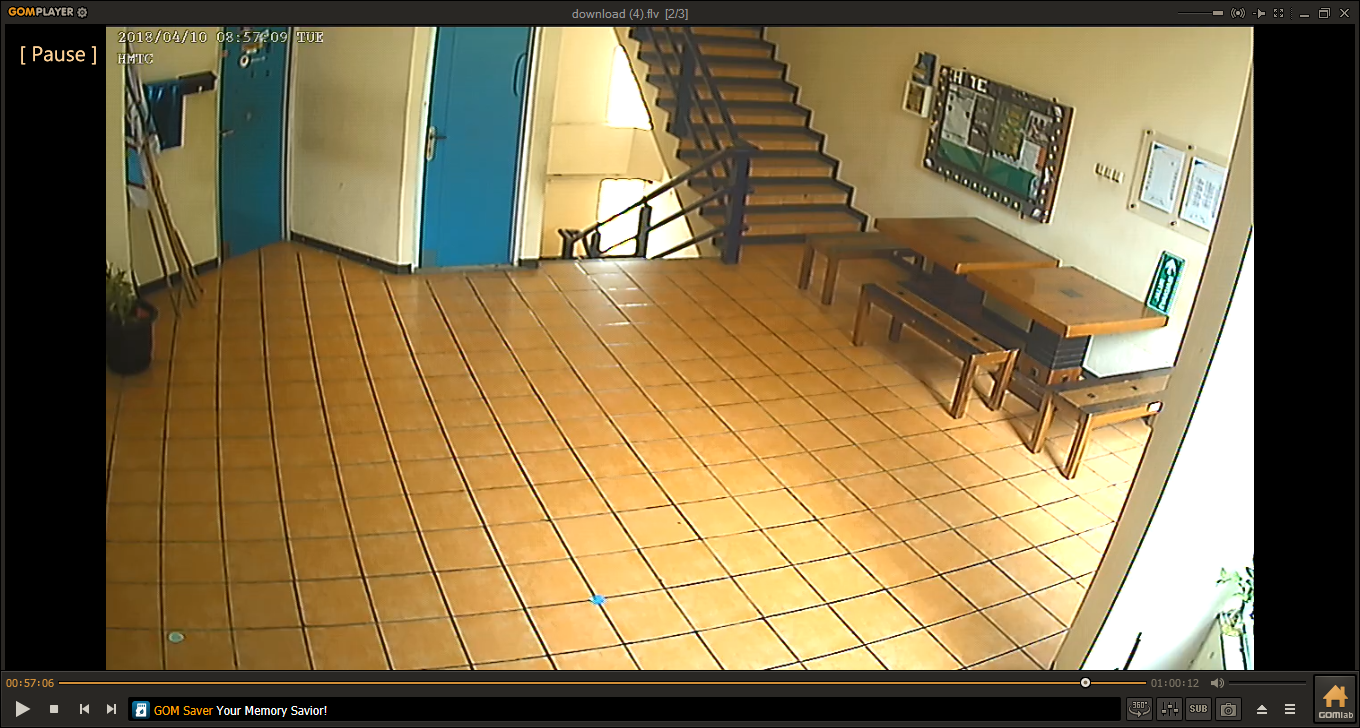 GOMPLAYER
download (4).flv [2/3]
[ Pause ]
2018/04/10 08:57:09 TUE
HMTC
HMTC
00:57:06
01:00:12
GOM Saver Your Memory Savior!
360°
SUB
GOMlab